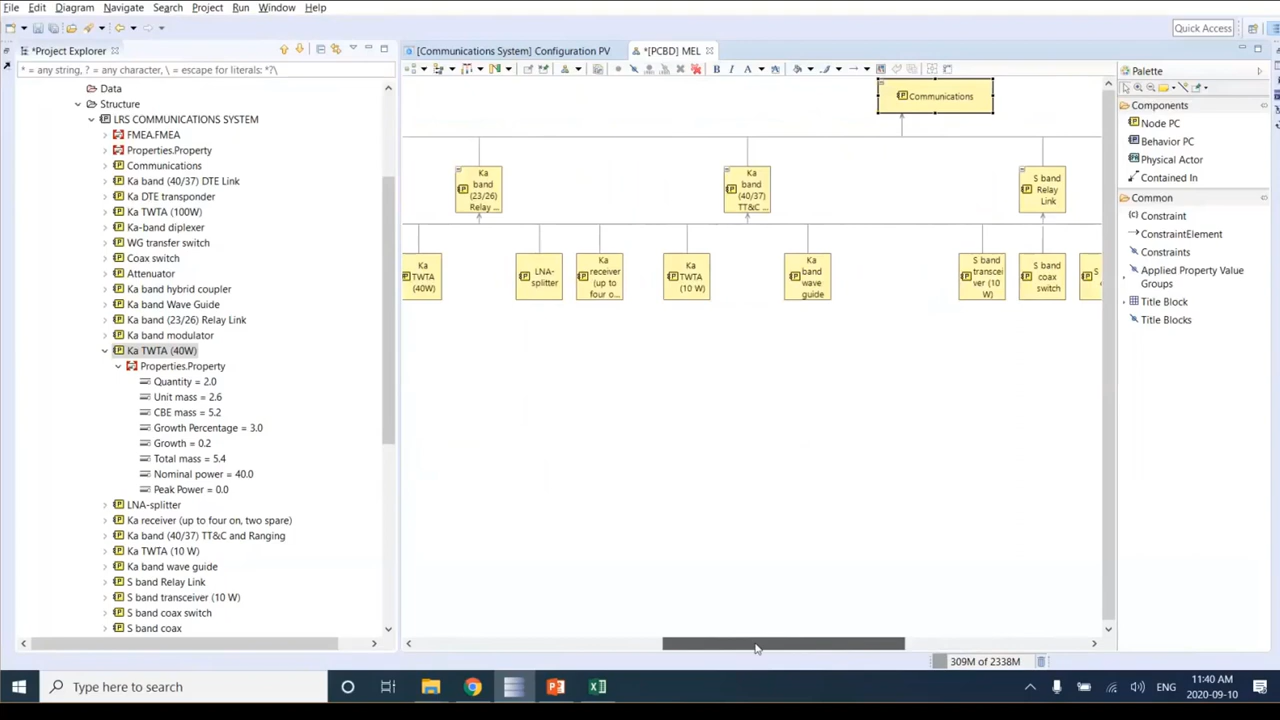 File Edit Diagram Navigate Search Project Run Window Help
Quick Access
*Project Explorer
[Communications System] Configuration PV
*[PCBD] MEL
* = any string, ? = any character, \ = escape for literals: *?\
Data
Structure
LRS COMMUNICATIONS SYSTEM
FMEA.FMEA
Properties.Property
Communications
Ka band (40/37) DTE Link
Ka DTE transponder
Ka TWTA (100W)
Ka-band diplexer
WG transfer switch
Coax switch
Attenuator
Ka band hybrid coupler
Ka band Wave Guide
Ka band (23/26) Relay Link
Ka band modulator
Ka TWTA (40W)
Properties.Property
Quantity = 2.0
Unit mass = 2.6
CBE mass = 5.2
Growth Percentage = 3.0
Growth = 0.2
Total mass = 5.4
Nominal power = 40.0
Peak Power = 0.0
LNA-splitter
Ka receiver (up to four on, two spare)
Ka band (40/37) TT&C and Ranging
Ka TWTA (10 W)
Ka band wave guide
S band Relay Link
S band transceiver (10 W)
S band coax switch
S band coax
Communications
Ka
band
(23/26)
Relay ...
Ka
band
(40/37)
TT&C ...
S band
Relay
Link
Ka
TWTA
(40W)
LNA-
splitter
Ka
receiver
(up to
four o...
Ka
TWTA
(10 W)
Ka
band
wave
guide
S band
transcei
ver (10
W)
S band
coax
switch
S
Palette
Components
Node PC
Behavior PC
Physical Actor
Contained In
Common
Constraint
ConstraintElement
Constraints
Applied Property Value
Groups
Title Block
Title Blocks
309M of 2338M
Type here to search
ENG
11:40 AM
2020-09-10